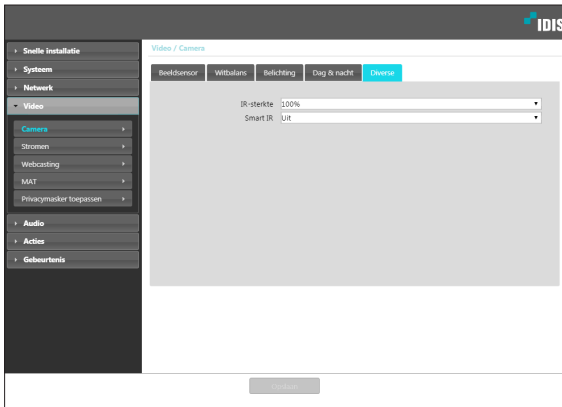 IDIS
Snelle installatie
Systeem
Netwerk
Video
Camera
Stromen
Webcasting
MAT
Privacymasker toepassen
Audio
Acties
Gebeurtenis
Video / Camera
Beeldsensor Witbalans Belichting Dag & nacht Diverse
IR-sterkte 100%
Smart IR Uit
Opslaan